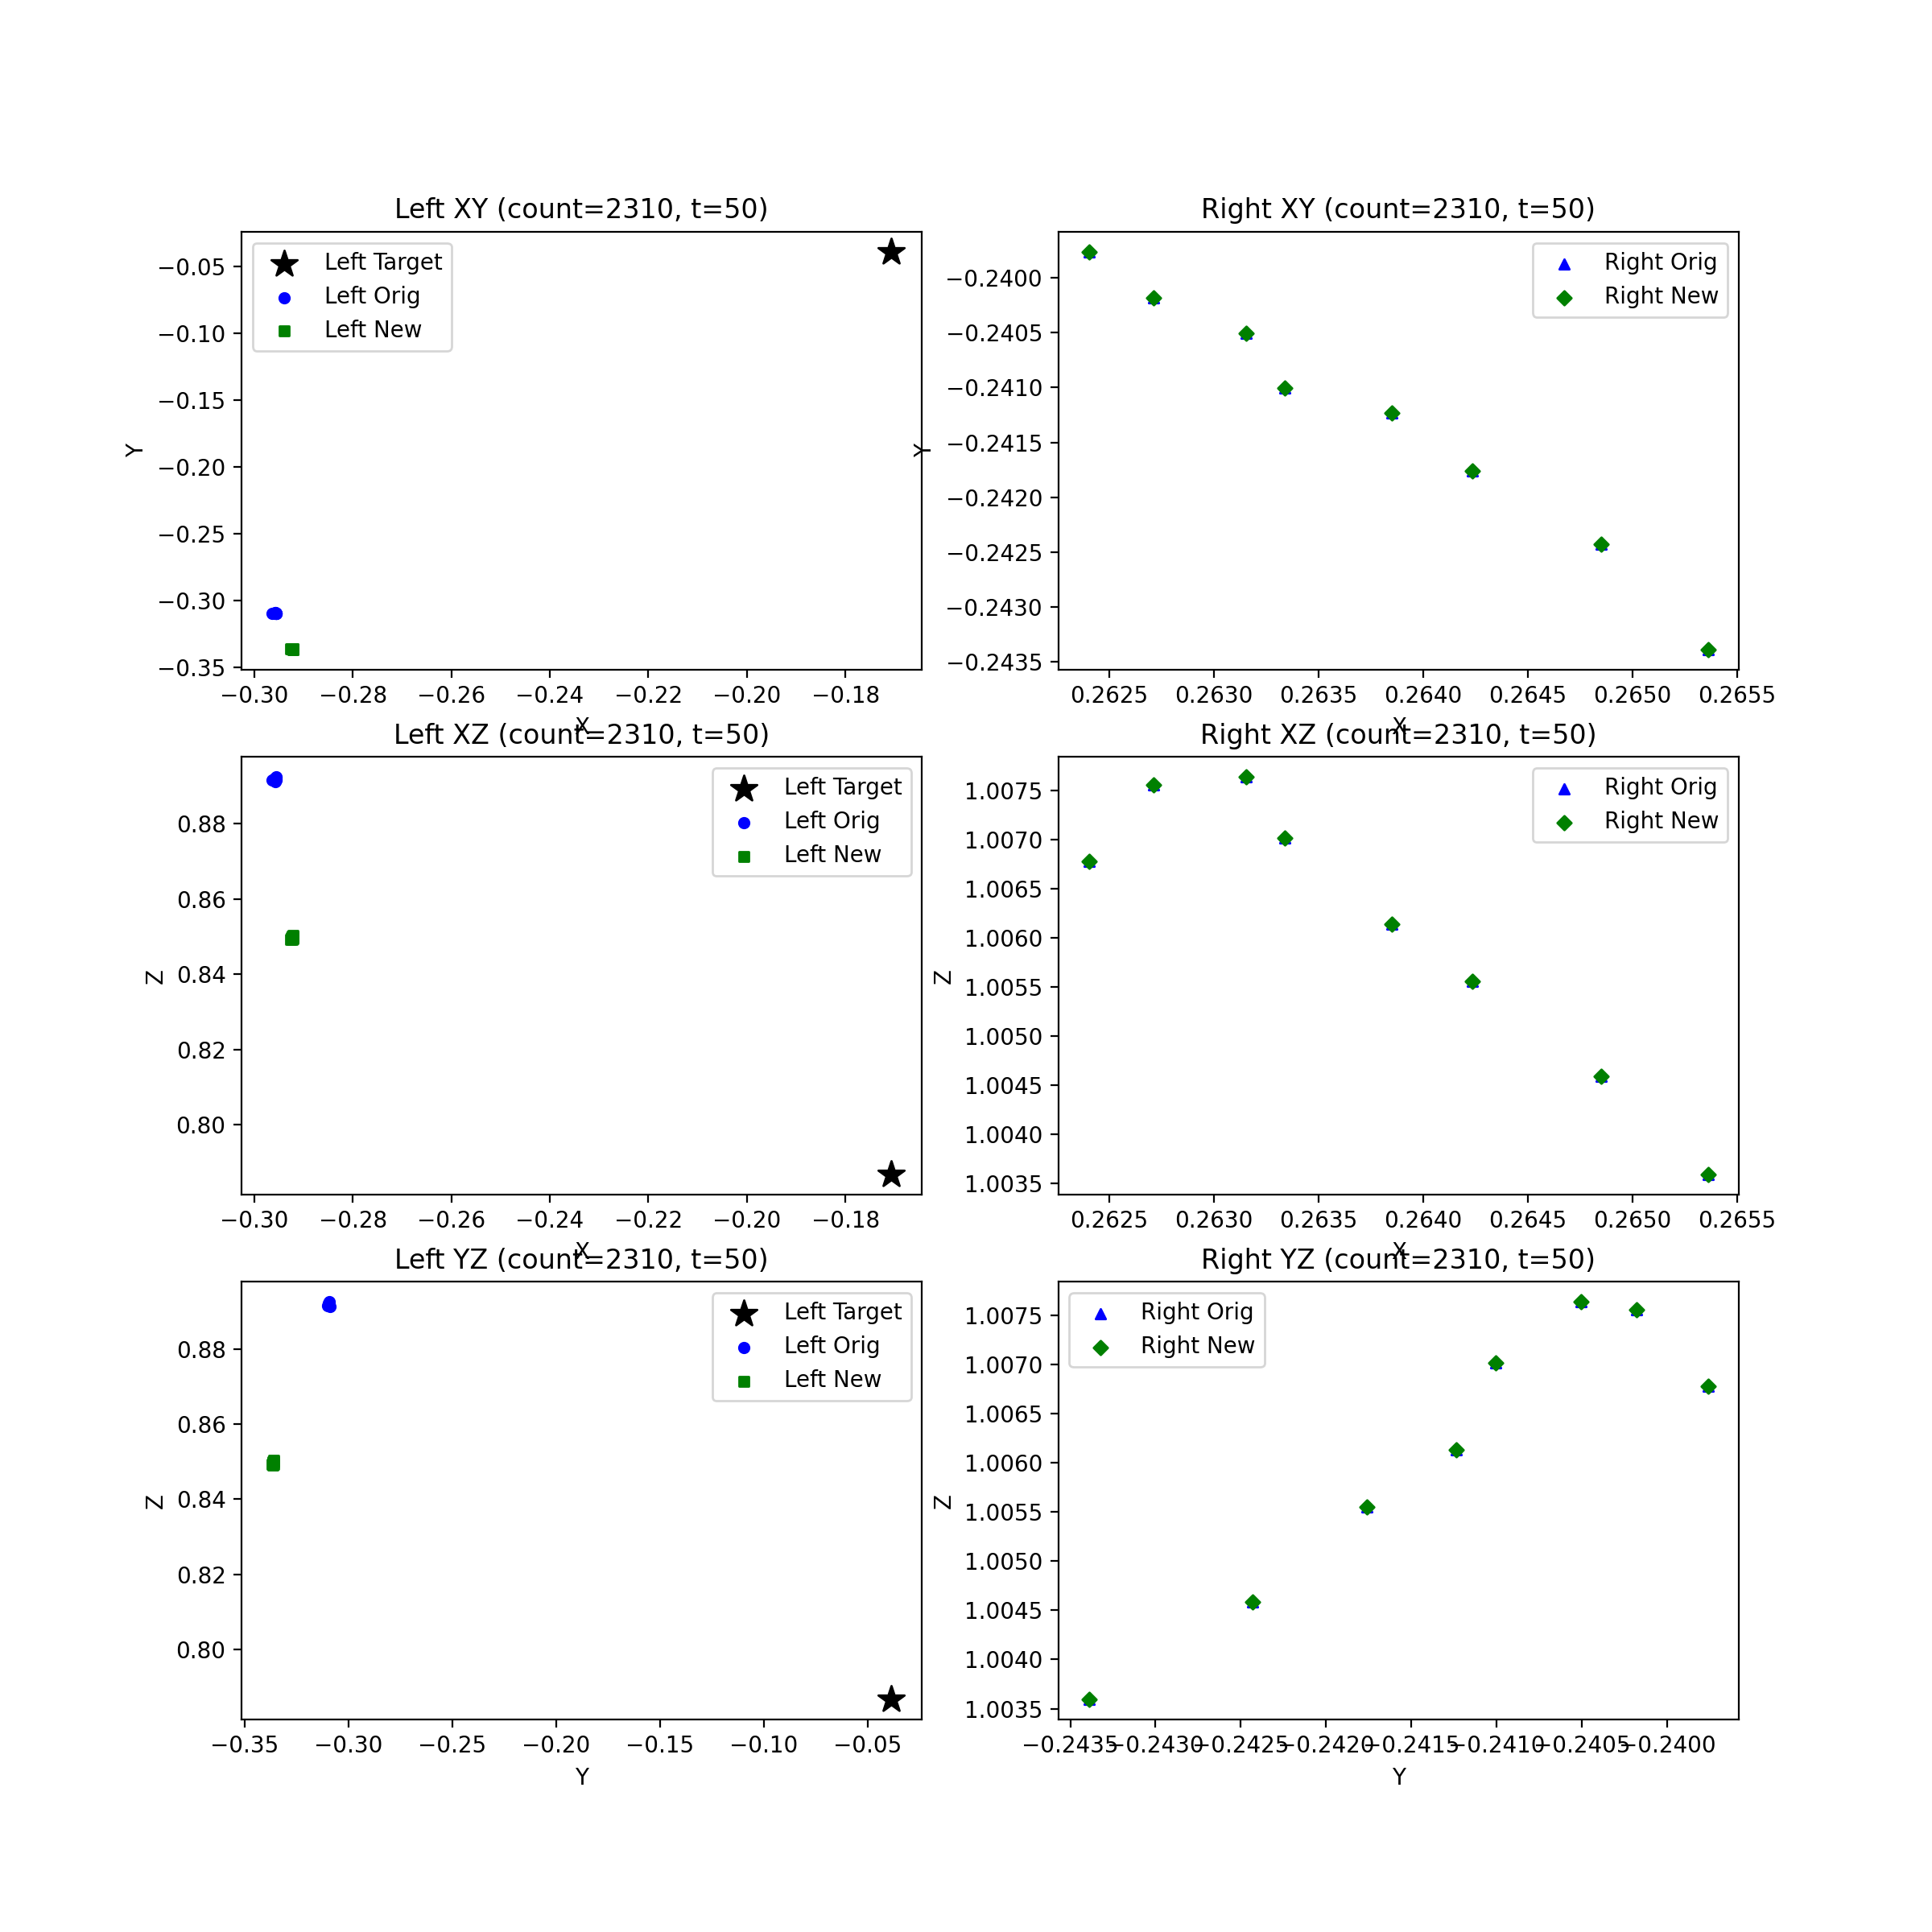 Left XY (count=2310, t=50)
Left Target
Left Orig
Left New
−0.05
−0.10
−0.15
−0.20
−0.25
−0.30
−0.35
Y
−0.30 −0.28 −0.26 −0.24 −0.22 −0.20 −0.18
X
Right XY (count=2310, t=50)
Right Orig
Right New
−0.2400
−0.2405
−0.2410
−0.2415
−0.2420
−0.2425
−0.2430
−0.2435
Y
0.2625 0.2630 0.2635 0.2640 0.2645 0.2650 0.2655
X
Left XZ (count=2310, t=50)
Left Target
Left Orig
Left New
0.88
0.86
0.84
0.82
0.80
Z
−0.30 −0.28 −0.26 −0.24 −0.22 −0.20 −0.18
X
Right XZ (count=2310, t=50)
Right Orig
Right New
1.0075
1.0070
1.0065
1.0060
1.0055
1.0050
1.0045
1.0040
1.0035
Z
0.2625 0.2630 0.2635 0.2640 0.2645 0.2650 0.2655
X
Left YZ (count=2310, t=50)
Left Target
Left Orig
Left New
0.88
0.86
0.84
0.82
0.80
Z
−0.35 −0.30 −0.25 −0.20 −0.15 −0.10 −0.05
Y
Right YZ (count=2310, t=50)
Right Orig
Right New
1.0075
1.0070
1.0065
1.0060
1.0055
1.0050
1.0045
1.0040
1.0035
Z
−0.2435 −0.2430 −0.2425 −0.2420 −0.2415 −0.2410 −0.2405 −0.2400
Y